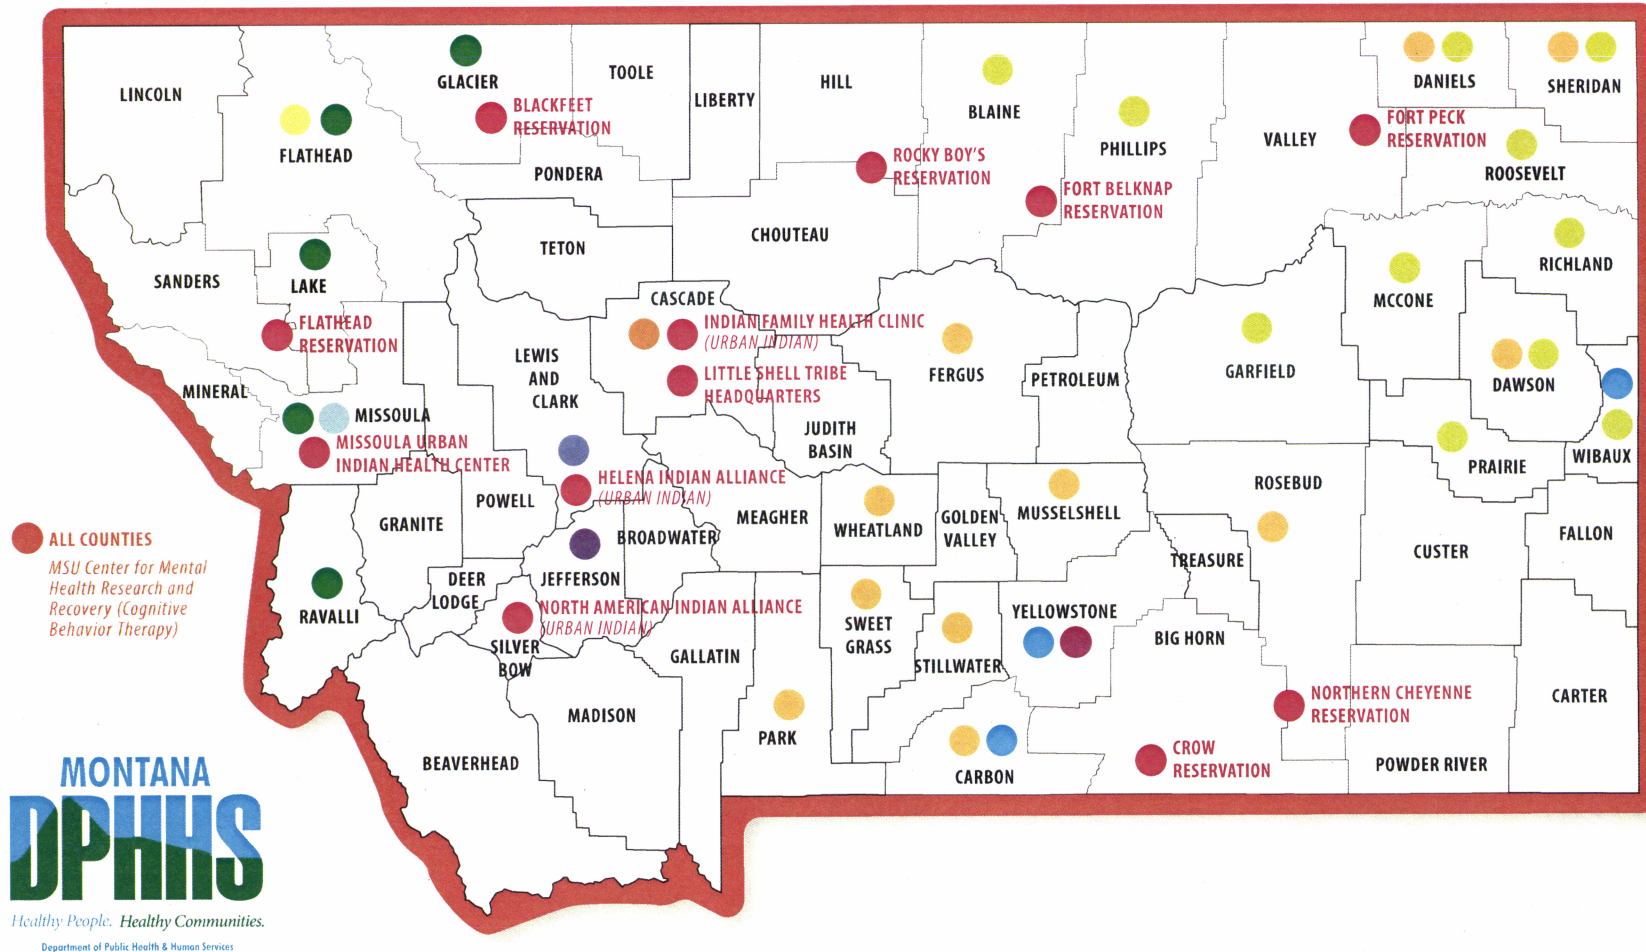 LINCOLN
FLATHEAD
GLACIER
BLACKFEET
RESERVATION
TOOLE
LIBERTY
HILL
BLAINE
PHILLIPS
VALLEY
DANIELS
SHERIDAN
FORT PECK
RESERVATION
ROOSEVELT
PONDERA
ROCKY BOY'S
RESERVATION
FORT BELKNAP
RESERVATION
CHOUTEAU
TETON
SANDERS
LAKE
FLATHEAD
RESERVATION
RICHLAND
MCCONE
CASCADE
INDIAN FAMILY HEALTH CLINIC
(URBAN INDIAN)
LITTLE SHELL TRIBE
HEADQUARTERS
LEWIS
AND
CLARK
FERGUS
PETROLEUM
GARFIELD
DAWSON
MINERAL
MISSOULA
MISSOULA URBAN
INDIAN HEALTH CENTER
JUDITH
BASIN
PRAIRIE
WIBAUX
HELENA INDIAN ALLIANCE
(URBAN INDIAN)
POWELL
GRANITE
BROADWATER
MEAGHER
WHEATLAND
GOLDEN
VALLEY
MUSSELSHELL
ROSEBUD
TREASURE
CUSTER
FALLON
ALL COUNTIES
MSU Center for Mental
Health Research and
Recovery (Cognitive
Behavior Therapy)
RAVALLI
DEER
LODGE
JEFFERSON
NORTH AMERICAN INDIAN ALLIANCE
(URBAN INDIAN)
SILVER
BOW
GALLATIN
SWEET
GRASS
STILLWATER
YELLOWSTONE
BIG HORN
NORTHERN CHEYENNE
RESERVATION
CARTER
MADISON
BEAVERHEAD
PARK
CARBON
CROW
RESERVATION
POWDER RIVER
MONTANA
DPHHS
Healthy People. Healthy Communities.
Department of Public Health & Human Services